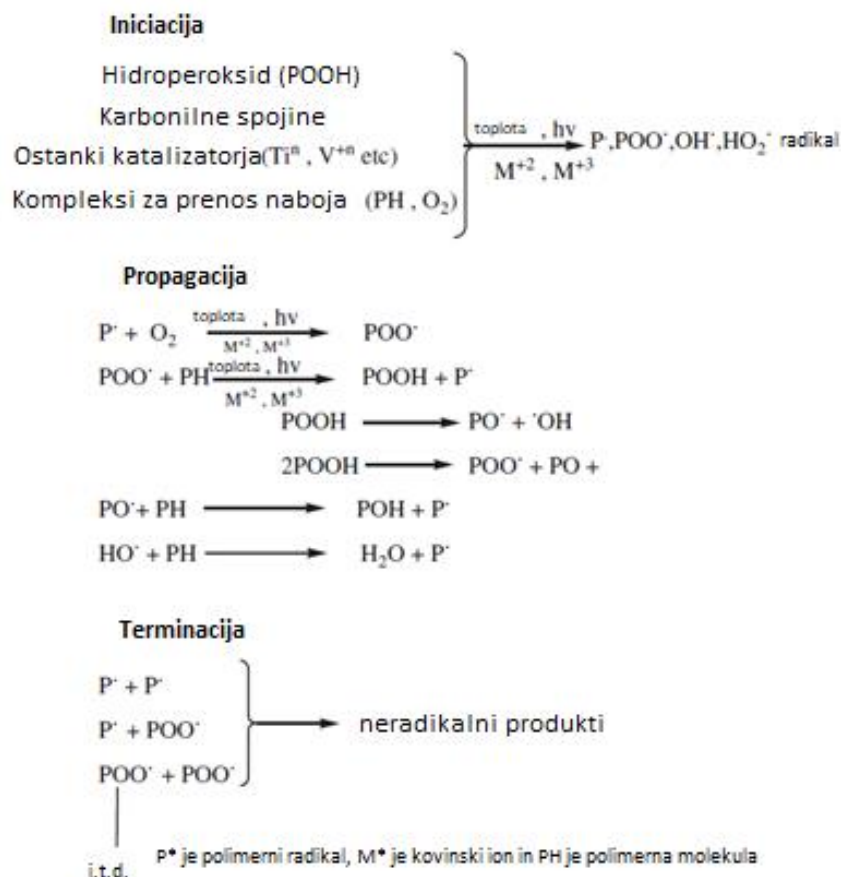 Iniciacija
Hidroperoksid (POOH)
Karbonilne spojine
Ostanki katalizatorja(Tiⁿ , V⁺ⁿ etc)
Kompleksi za prenos naboja (PH , O₂)
toplota , hν
M⁺² , M⁺³
P˙,POO˙,OH˙,HO₂˙ radikal
Propagacija
P˙ + O₂ toplota , hν POO˙
M⁺² , M⁺³
POO˙ + PH toplota , hν POOH + P˙
M⁺² , M⁺³
POOH PO˙ + ˙OH
2POOH POO˙ + PO +
PO˙+ PH POH + P˙
HO˙ + PH H₂O + P˙
Terminacija
P˙ + P˙
P˙ + POO˙
neradikalni produkti
POO˙ + POO˙
i.t.d.
P* je polimerni radikal, M* je kovinski ion in PH je polimerna molekula